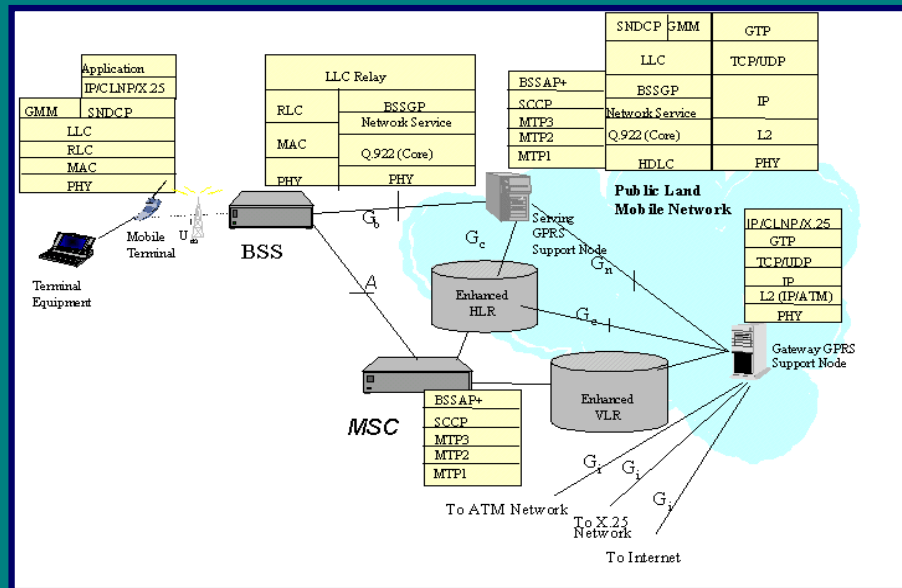 Application
IP/CLNP/X.25
GMM SNDCP
LLC
RLC
MAC
PHY
LLC Relay
RLC
MAC
PHY
BSSGP
Network Service
Q.922 (Core)
PHY
BSSAP+
SCCP
MTP3
MTP2
MTP1
SNDCP GMM
LLC
BSSGP
Network Service
Q.922 (Core)
HDLC
GTP
TCP/UDP
IP
L2
PHY
Public Land
Mobile Network
IP/CLNP/X.25
GTP
TCP/UDP
IP
L2 (IP/ATM)
PHY
Terminal
Equipment
Mobile
Terminal
U
BSS
G
Serving
GPRS
Support Node
Gc
Gn
A
Enhanced
HLR
Gc
Gateway GPRS
Support Node
MSC
BSSAP+
SCCP
MTP3
MTP2
MTP1
Enhanced
VLR
Gi
Gi
Gi
To ATM Network
To X.25
Network
To Internet